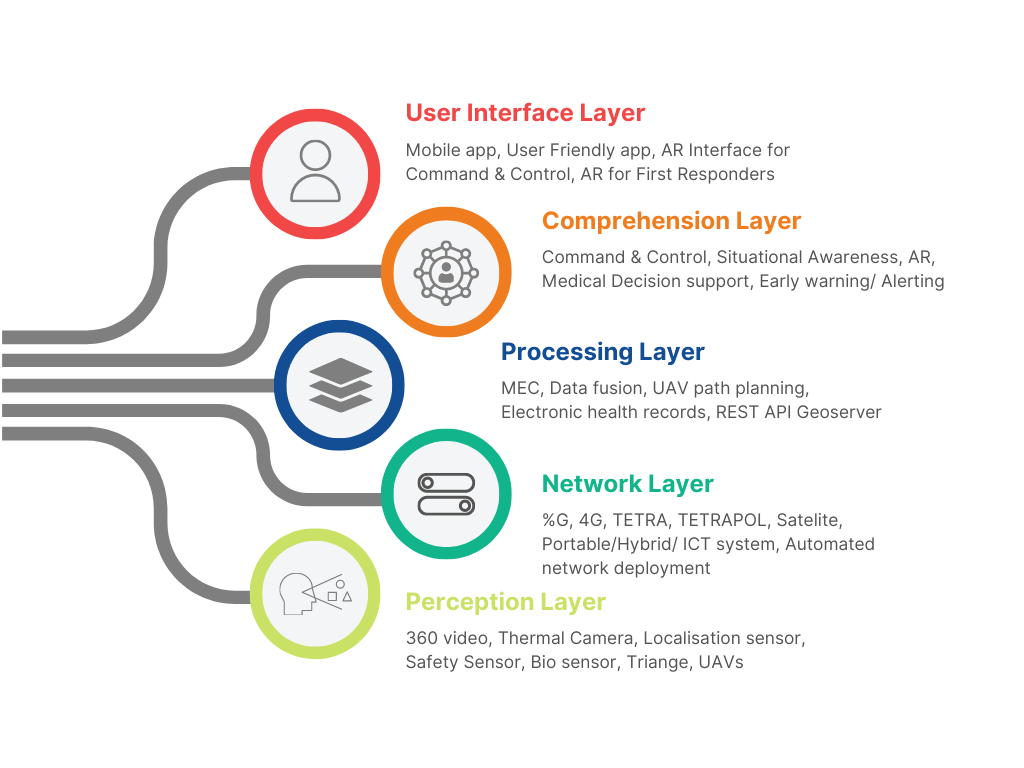 User Interface Layer
Mobile app, User Friendly app, AR Interface for
Command & Control, AR for First Responders
Comprehension Layer
Command & Control, Situational Awareness, AR,
Medical Decision support, Early warning/ Alerting
Processing Layer
MEC, Data fusion, UAV path planning,
Electronic health records, REST API Geoserver
Network Layer
%G, 4G, TETRA, TETRAPOL, Satelite,
Portable/Hybrid/ ICT system, Automated
network deployment
Perception Layer
360 video, Thermal Camera, Localisation sensor,
Safety Sensor, Bio sensor, Triange, UAVs